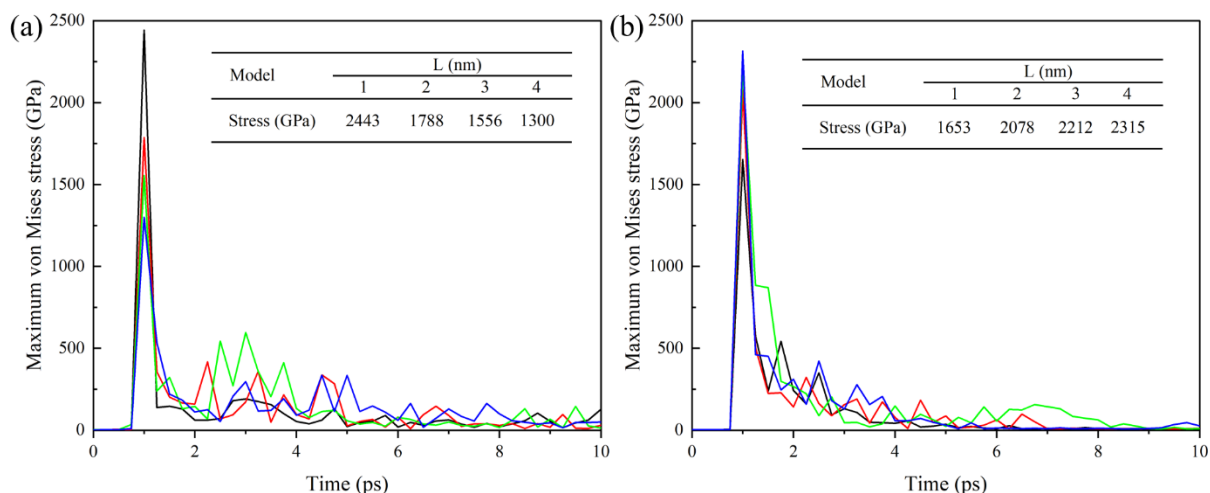 (a)
Maximum von Mises stress (GPa)
2500
2000
1500
1000
500
0
Model
L (nm)
1 2 3 4
Stress (GPa) 2443 1788 1556 1300
0 2 4 6 8 10
Time (ps)
(b)
Maximum von Mises stress (GPa)
2500
2000
1500
1000
500
0
Model
L (nm)
1 2 3 4
Stress (GPa) 1653 2078 2212 2315
0 2 4 6 8 10
Time (ps)